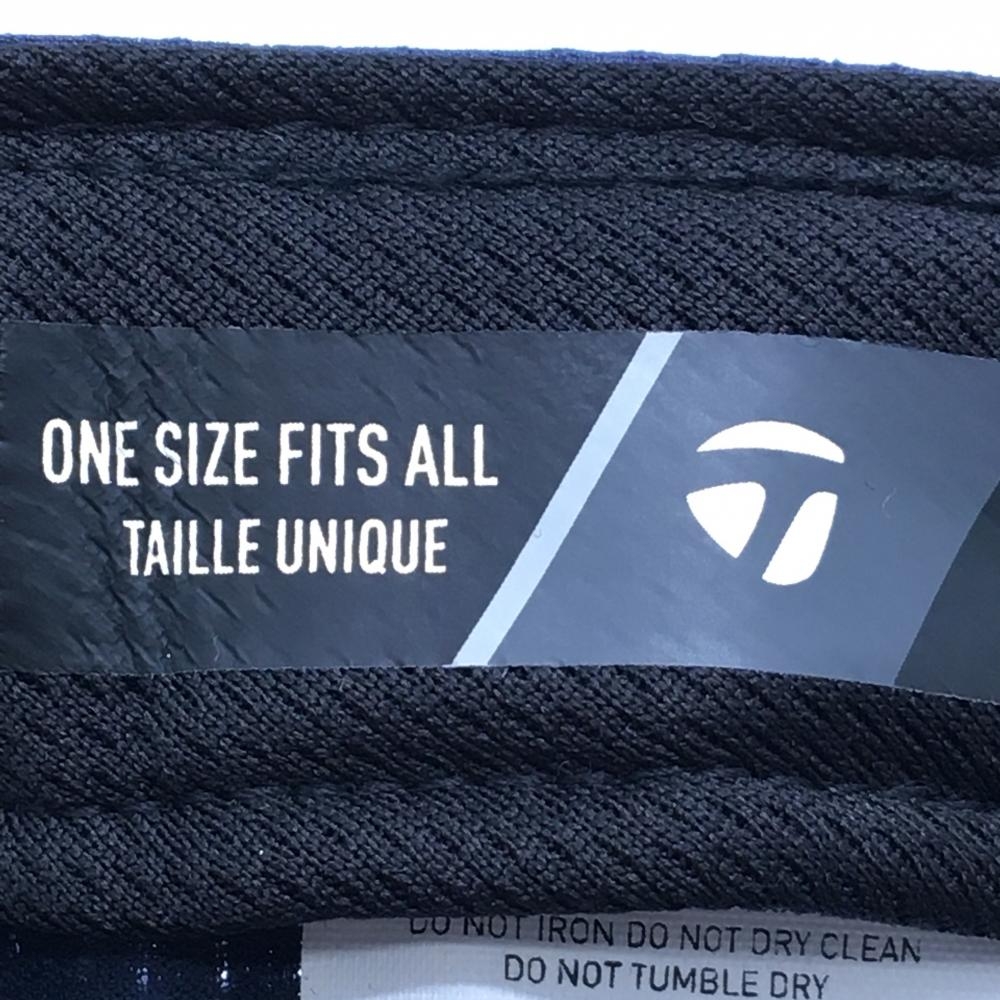 ONE SIZE FITS ALL
TAILLE UNIQUE
DO NOT IRON DO NOT DRY CLEAN
DO NOT TUMBLE DRY